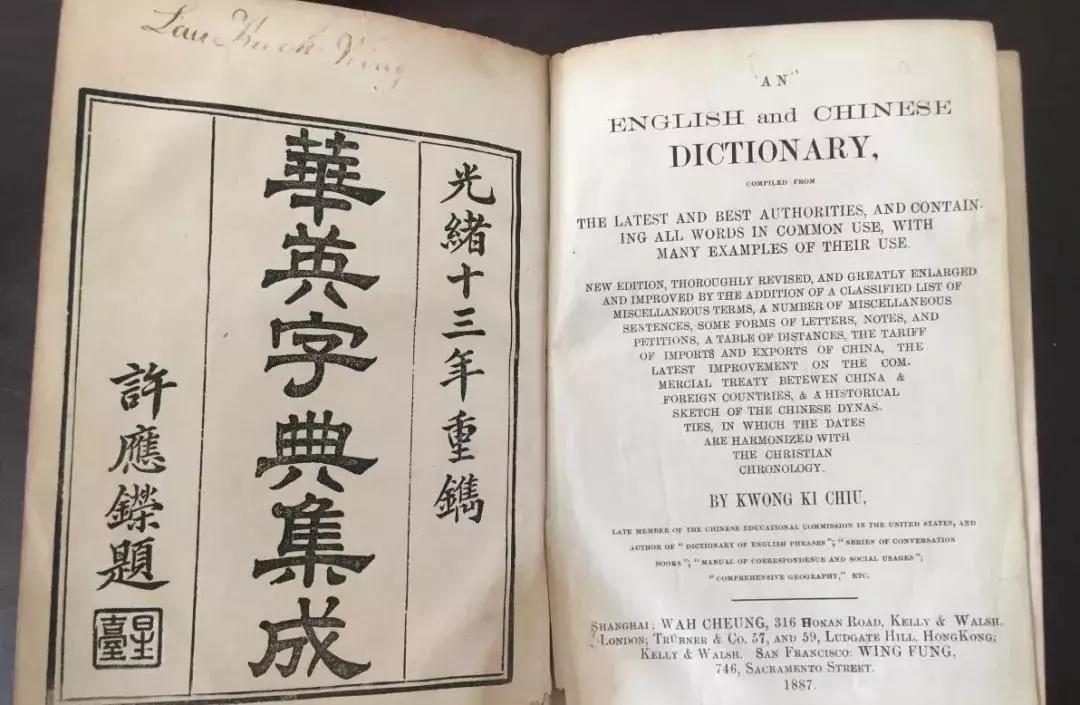 Lau
光緒十三年重鐫
華英字典集成
許應鑅題
星臺
AN
ENGLISH and CHINESE
DICTIONARY,
COMPILED FROM
THE LATEST AND BEST AUTHORITIES, AND CONTAIN-
ING ALL WORDS IN COMMON USE, WITH
MANY EXAMPLES OF THEIR USE.
NEW EDITION, THOROUGHLY REVISED, AND GREATLY ENLARGED
AND IMPROVED BY THE ADDITION OF A CLASSIFIED LIST OF
MISCELLANEOUS TERMS, A NUMBER OF MISCELLANEOUS
SENTENCES, SOME FORMS OF LETTERS, NOTES, AND
PETITIONS, A TABLE OF DISTANCES, THE TARIFF
OF IMPORTS AND EXPORTS OF CHINA, THE
LATEST IMPROVEMENT ON THE COM-
MERCIAL TREATY BETEWEN CHINA &
FOREIGN COUNTRIES, & A HISTORICAL
SKETCH OF THE CHINESE DYNAS-
TIES, IN WHICH THE DATES
ARE HARMONIZED WITH
THE CHRISTIAN
CHRONOLOGY.
BY KWONG KI CHIU,
LATE MEMBER OF THE CHINESE EDUCATIONAL COMMISSION IN THE UNITED STATES, AND
AUTHOR OF "DICTIONARY OF ENGLISH PHRASES"; "SERIES OF CONVERSATION
BOOKS"; "MANUAL OF CORRESPONDENCE AND SOCIAL USAGES";
"COMPREHENSIVE GEOGRAPHY," ETC.
SHANGHAI: WAH CHEUNG, 316 HONAN ROAD, KELLY & WALSH.
LONDON; TRÜBNER & CO. 57, AND 59, LUDGATE HILL. HONGKONG;
KELLY & WALSH. SAN FRANCISCO: WING FUNG,
746, SACRAMENTO STREET.
1887.